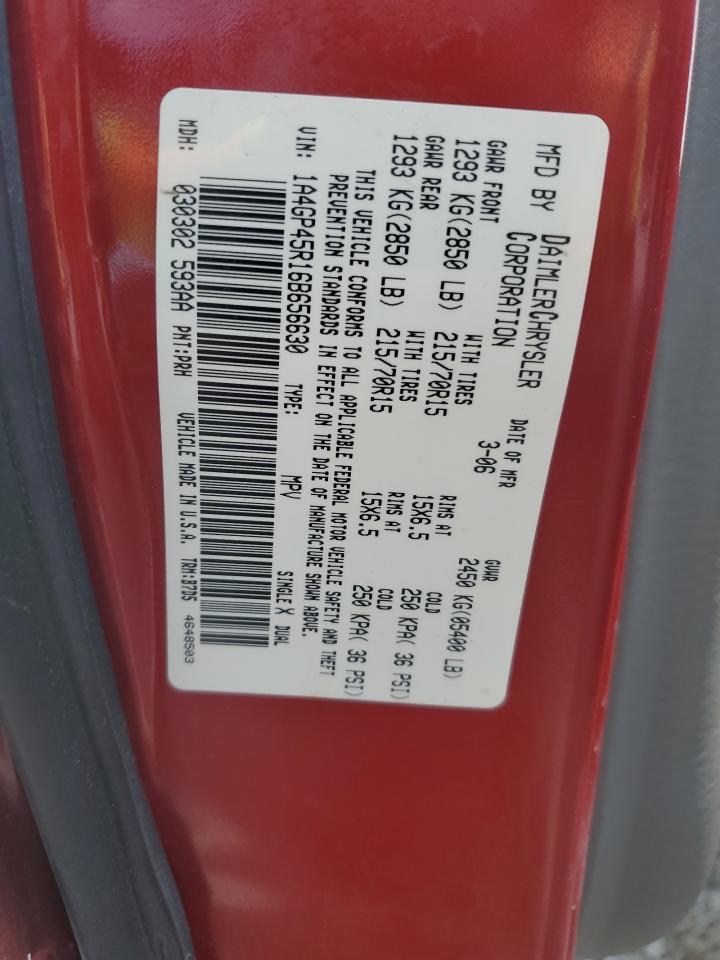 MFD BY DAIMLERCHRYSLER CORPORATION
DATE OF MFR 3-06
GVWR 2450 KG(05400 LB)
GAWR FRONT WITH TIRES RIMS AT COLD
1293 KG(2850 LB) 215/70R15 15X6.5 250 KPA( 36 PSI)
GAWR REAR WITH TIRES RIMS AT COLD
1293 KG(2850 LB) 215/70R15 15X6.5 250 KPA( 36 PSI)
THIS VEHICLE CONFORMS TO ALL APPLICABLE FEDERAL MOTOR VEHICLE SAFETY AND THEFT
PREVENTION STANDARDS IN EFFECT ON THE DATE OF MANUFACTURE SHOWN ABOVE.
VIN: 1A4GP45R16B656630 TYPE: MPV SINGLE X DUAL
MDH: 030302 593AA PNT:PRH VEHICLE MADE IN U.S.A. TRM:B7D5 4648503